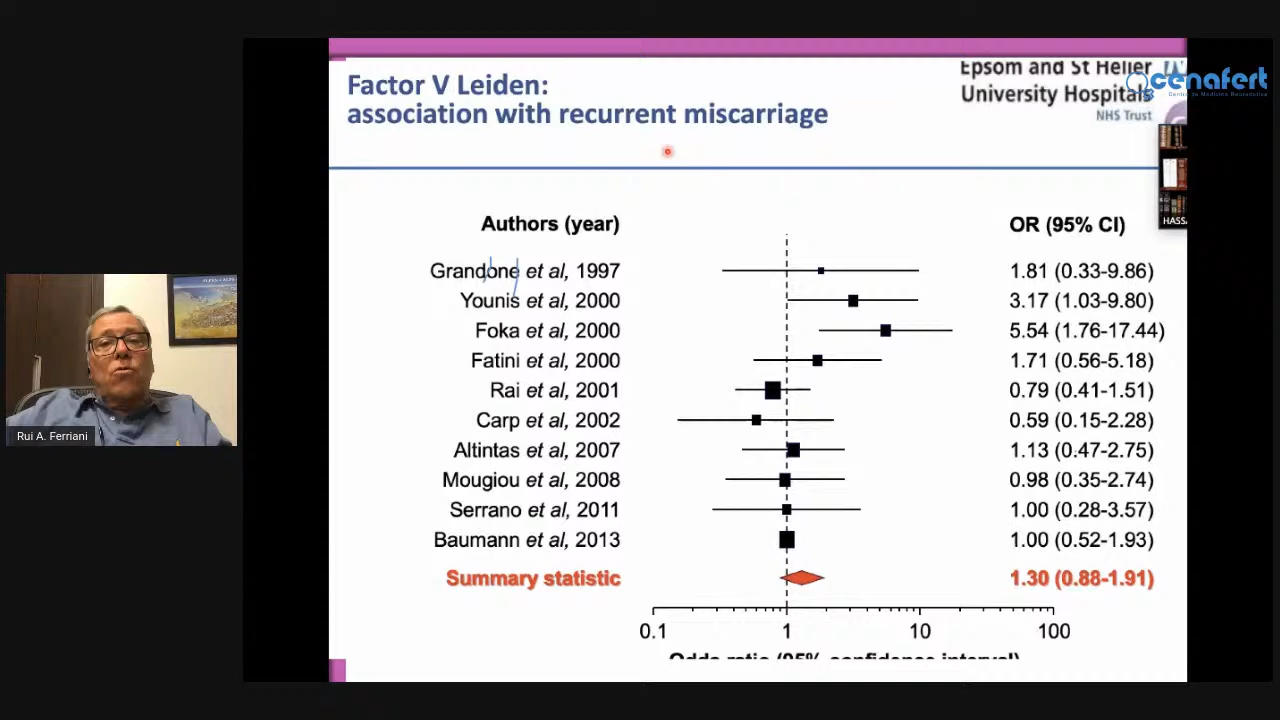 Factor V Leiden:
association with recurrent miscarriage
Epsom and St Helier
University Hospitals
NHS Trust
cenafert
HASSA
Authors (year) OR (95% CI)
Grandone et al, 1997 1.81 (0.33-9.86)
Younis et al, 2000 3.17 (1.03-9.80)
Foka et al, 2000 5.54 (1.76-17.44)
Fatini et al, 2000 1.71 (0.56-5.18)
Rai et al, 2001 0.79 (0.41-1.51)
Carp et al, 2002 0.59 (0.15-2.28)
Altintas et al, 2007 1.13 (0.47-2.75)
Mougiou et al, 2008 0.98 (0.35-2.74)
Serrano et al, 2011 1.00 (0.28-3.57)
Baumann et al, 2013 1.00 (0.52-1.93)
Summary statistic 1.30 (0.88-1.91)
0.1 1 10 100
Odds ratio (95% confidence interval)
Rui A. Ferriani